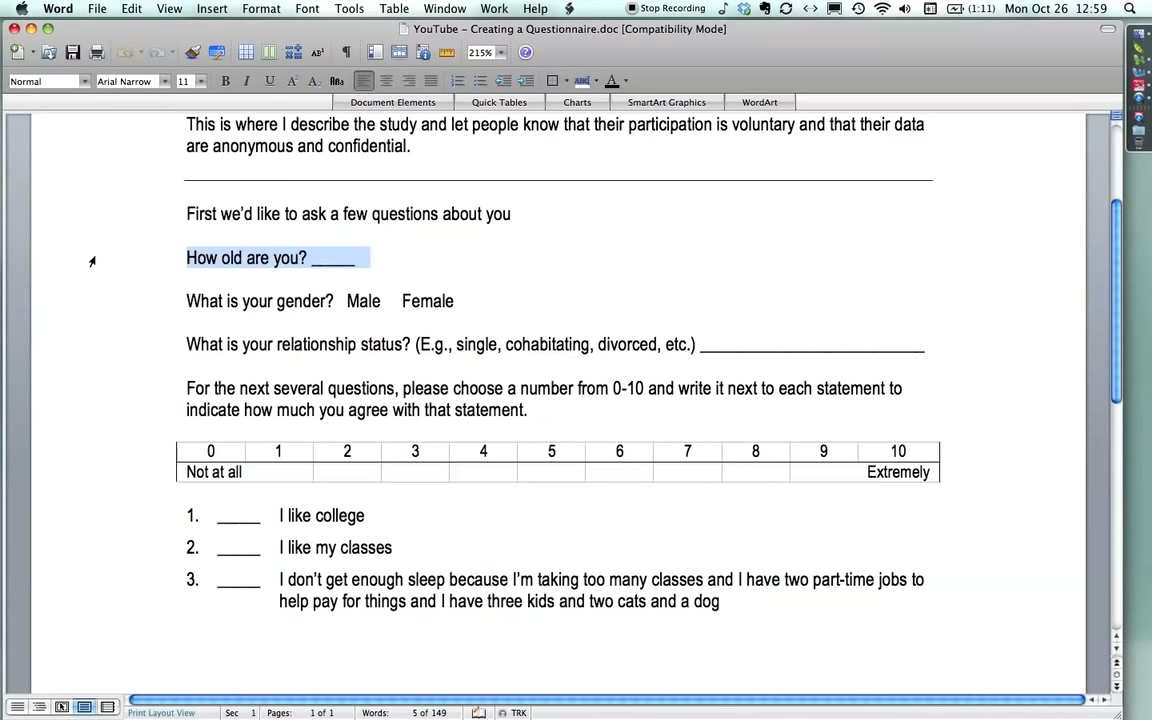 Word File Edit View Insert Format Font Tools Table Window Work Help Stop Recording (1:11) Mon Oct 26 12:59
YouTube - Creating a Questionnaire.doc [Compatibility Mode]
215%
Normal Arial Narrow 11 B I U A A ABC A
Document Elements Quick Tables Charts SmartArt Graphics WordArt
This is where I describe the study and let people know that their participation is voluntary and that their data
are anonymous and confidential.
First we'd like to ask a few questions about you
How old are you? _____
What is your gender? Male Female
What is your relationship status? (E.g., single, cohabitating, divorced, etc.) __________________________
For the next several questions, please choose a number from 0-10 and write it next to each statement to
indicate how much you agree with that statement.
0 1 2 3 4 5 6 7 8 9 10
Not at all Extremely
1. _____ I like college
2. _____ I like my classes
3. _____ I don't get enough sleep because I'm taking too many classes and I have two part-time jobs to
help pay for things and I have three kids and two cats and a dog
Print Layout View Sec 1 Pages: 1 of 1 Words: 5 of 149 TRK